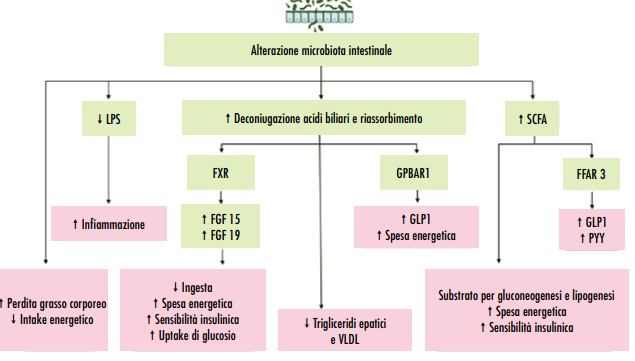 Alterazione microbiota intestinale
↓ LPS
↑ Deconiugazione acidi biliari e riassorbimento
↑ SCFA
FXR
GPBAR1
FFAR 3
↑ Infiammazione
↑ FGF 15
↑ FGF 19
↑ GLP1
↑ Spesa energetica
↑ GLP1
↑ PYY
↑ Perdita grasso corporeo
↓ Intake energetico
↓ Ingesta
↑ Spesa energetica
↑ Sensibilità insulinica
↑ Uptake di glucosio
↓ Trigliceridi epatici
e VLDL
Substrato per gluconeogenesi e lipogenesi
↑ Spesa energetica
↑ Sensibilità insulinica